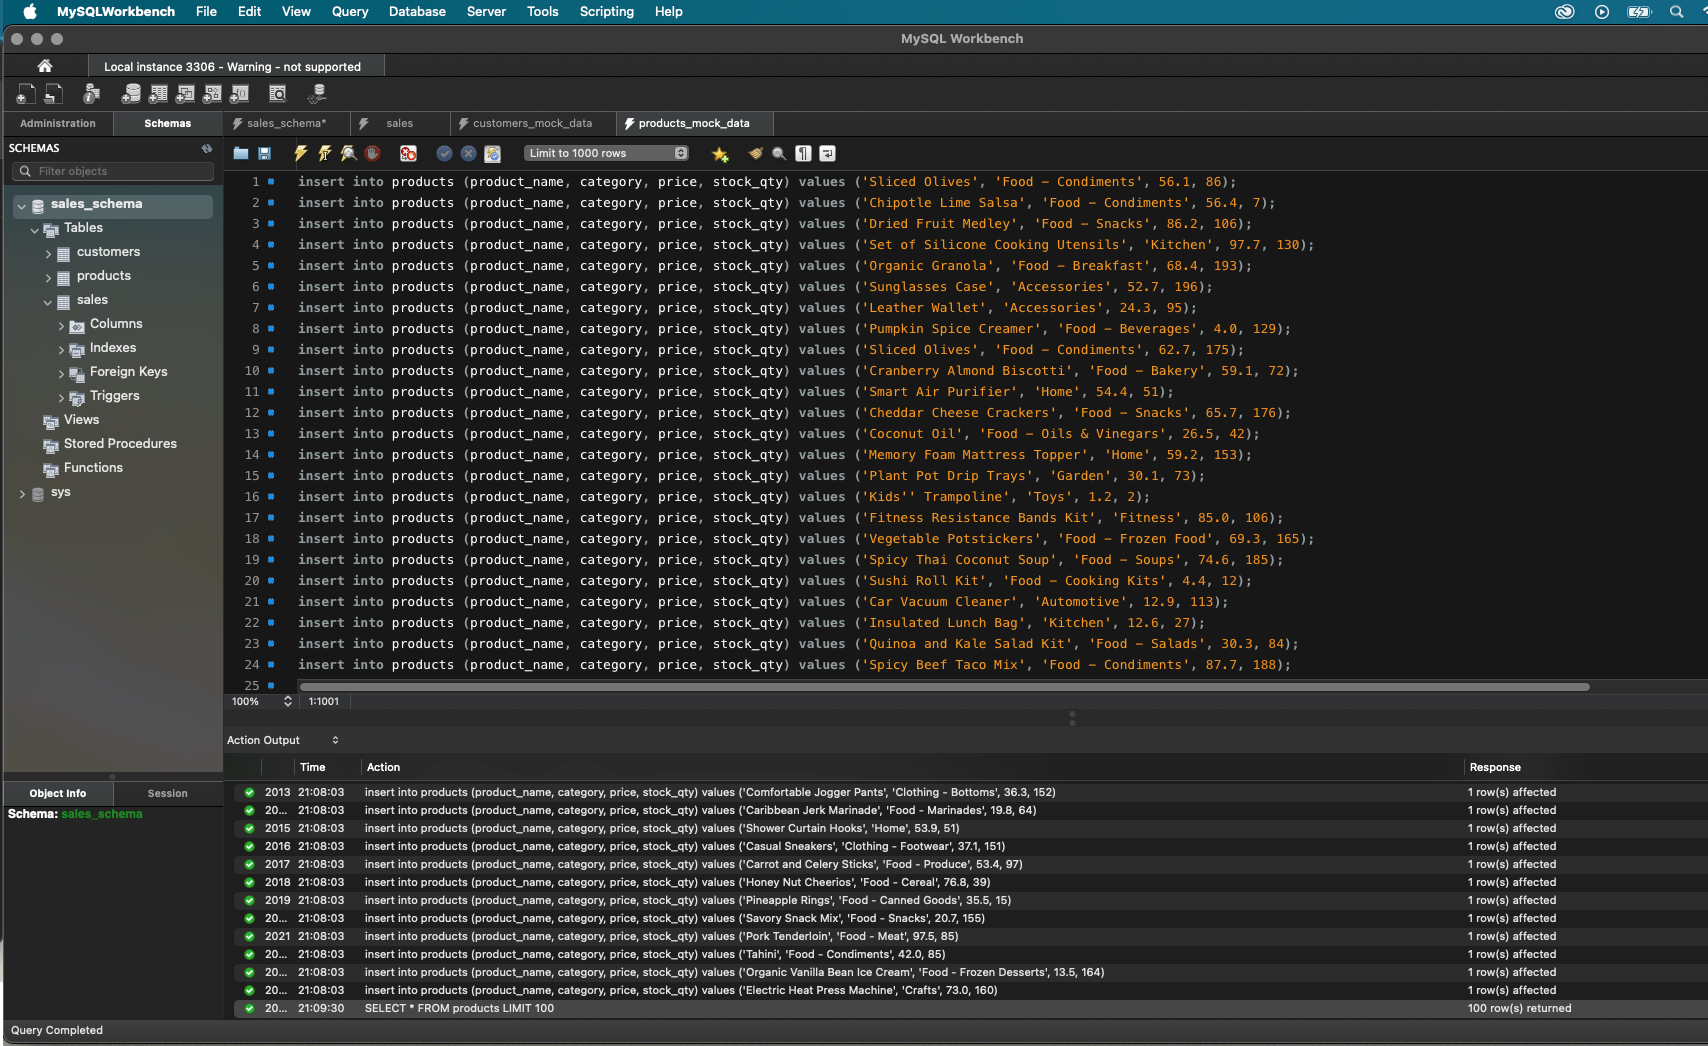 MySQLWorkbench File Edit View Query Database Server Tools Scripting Help
MySQL Workbench
Local instance 3306 - Warning - not supported
Administration Schemas
sales_schema* sales customers_mock_data products_mock_data
SCHEMAS
Filter objects
Limit to 1000 rows
sales_schema
Tables
customers
products
sales
Columns
Indexes
Foreign Keys
Triggers
Views
Stored Procedures
Functions
sys
1 insert into products (product_name, category, price, stock_qty) values ('Sliced Olives', 'Food – Condiments', 56.1, 86);
2 insert into products (product_name, category, price, stock_qty) values ('Chipotle Lime Salsa', 'Food – Condiments', 56.4, 7);
3 insert into products (product_name, category, price, stock_qty) values ('Dried Fruit Medley', 'Food – Snacks', 86.2, 106);
4 insert into products (product_name, category, price, stock_qty) values ('Set of Silicone Cooking Utensils', 'Kitchen', 97.7, 130);
5 insert into products (product_name, category, price, stock_qty) values ('Organic Granola', 'Food – Breakfast', 68.4, 193);
6 insert into products (product_name, category, price, stock_qty) values ('Sunglasses Case', 'Accessories', 52.7, 196);
7 insert into products (product_name, category, price, stock_qty) values ('Leather Wallet', 'Accessories', 24.3, 95);
8 insert into products (product_name, category, price, stock_qty) values ('Pumpkin Spice Creamer', 'Food – Beverages', 4.0, 129);
9 insert into products (product_name, category, price, stock_qty) values ('Sliced Olives', 'Food – Condiments', 62.7, 175);
10 insert into products (product_name, category, price, stock_qty) values ('Cranberry Almond Biscotti', 'Food – Bakery', 59.1, 72);
11 insert into products (product_name, category, price, stock_qty) values ('Smart Air Purifier', 'Home', 54.4, 51);
12 insert into products (product_name, category, price, stock_qty) values ('Cheddar Cheese Crackers', 'Food – Snacks', 65.7, 176);
13 insert into products (product_name, category, price, stock_qty) values ('Coconut Oil', 'Food – Oils & Vinegars', 26.5, 42);
14 insert into products (product_name, category, price, stock_qty) values ('Memory Foam Mattress Topper', 'Home', 59.2, 153);
15 insert into products (product_name, category, price, stock_qty) values ('Plant Pot Drip Trays', 'Garden', 30.1, 73);
16 insert into products (product_name, category, price, stock_qty) values ('Kids'' Trampoline', 'Toys', 1.2, 2);
17 insert into products (product_name, category, price, stock_qty) values ('Fitness Resistance Bands Kit', 'Fitness', 85.0, 106);
18 insert into products (product_name, category, price, stock_qty) values ('Vegetable Potstickers', 'Food – Frozen Food', 69.3, 165);
19 insert into products (product_name, category, price, stock_qty) values ('Spicy Thai Coconut Soup', 'Food – Soups', 74.6, 185);
20 insert into products (product_name, category, price, stock_qty) values ('Sushi Roll Kit', 'Food – Cooking Kits', 4.4, 12);
21 insert into products (product_name, category, price, stock_qty) values ('Car Vacuum Cleaner', 'Automotive', 12.9, 113);
22 insert into products (product_name, category, price, stock_qty) values ('Insulated Lunch Bag', 'Kitchen', 12.6, 27);
23 insert into products (product_name, category, price, stock_qty) values ('Quinoa and Kale Salad Kit', 'Food – Salads', 30.3, 84);
24 insert into products (product_name, category, price, stock_qty) values ('Spicy Beef Taco Mix', 'Food – Condiments', 87.7, 188);
25
100% 1:1001
Action Output
Time Action Response
2013 21:08:03 insert into products (product_name, category, price, stock_qty) values ('Comfortable Jogger Pants', 'Clothing - Bottoms', 36.3, 152) 1 row(s) affected
20... 21:08:03 insert into products (product_name, category, price, stock_qty) values ('Caribbean Jerk Marinade', 'Food - Marinades', 19.8, 64) 1 row(s) affected
2015 21:08:03 insert into products (product_name, category, price, stock_qty) values ('Shower Curtain Hooks', 'Home', 53.9, 51) 1 row(s) affected
2016 21:08:03 insert into products (product_name, category, price, stock_qty) values ('Casual Sneakers', 'Clothing - Footwear', 37.1, 151) 1 row(s) affected
2017 21:08:03 insert into products (product_name, category, price, stock_qty) values ('Carrot and Celery Sticks', 'Food - Produce', 53.4, 97) 1 row(s) affected
2018 21:08:03 insert into products (product_name, category, price, stock_qty) values ('Honey Nut Cheerios', 'Food - Cereal', 76.8, 39) 1 row(s) affected
2019 21:08:03 insert into products (product_name, category, price, stock_qty) values ('Pineapple Rings', 'Food - Canned Goods', 35.5, 15) 1 row(s) affected
20... 21:08:03 insert into products (product_name, category, price, stock_qty) values ('Savory Snack Mix', 'Food - Snacks', 20.7, 155) 1 row(s) affected
2021 21:08:03 insert into products (product_name, category, price, stock_qty) values ('Pork Tenderloin', 'Food - Meat', 97.5, 85) 1 row(s) affected
20... 21:08:03 insert into products (product_name, category, price, stock_qty) values ('Tahini', 'Food - Condiments', 42.0, 85) 1 row(s) affected
20... 21:08:03 insert into products (product_name, category, price, stock_qty) values ('Organic Vanilla Bean Ice Cream', 'Food - Frozen Desserts', 13.5, 164) 1 row(s) affected
20... 21:08:03 insert into products (product_name, category, price, stock_qty) values ('Electric Heat Press Machine', 'Crafts', 73.0, 160) 1 row(s) affected
20... 21:09:30 SELECT * FROM products LIMIT 100 100 row(s) returned
Object Info Session
Schema: sales_schema
Query Completed